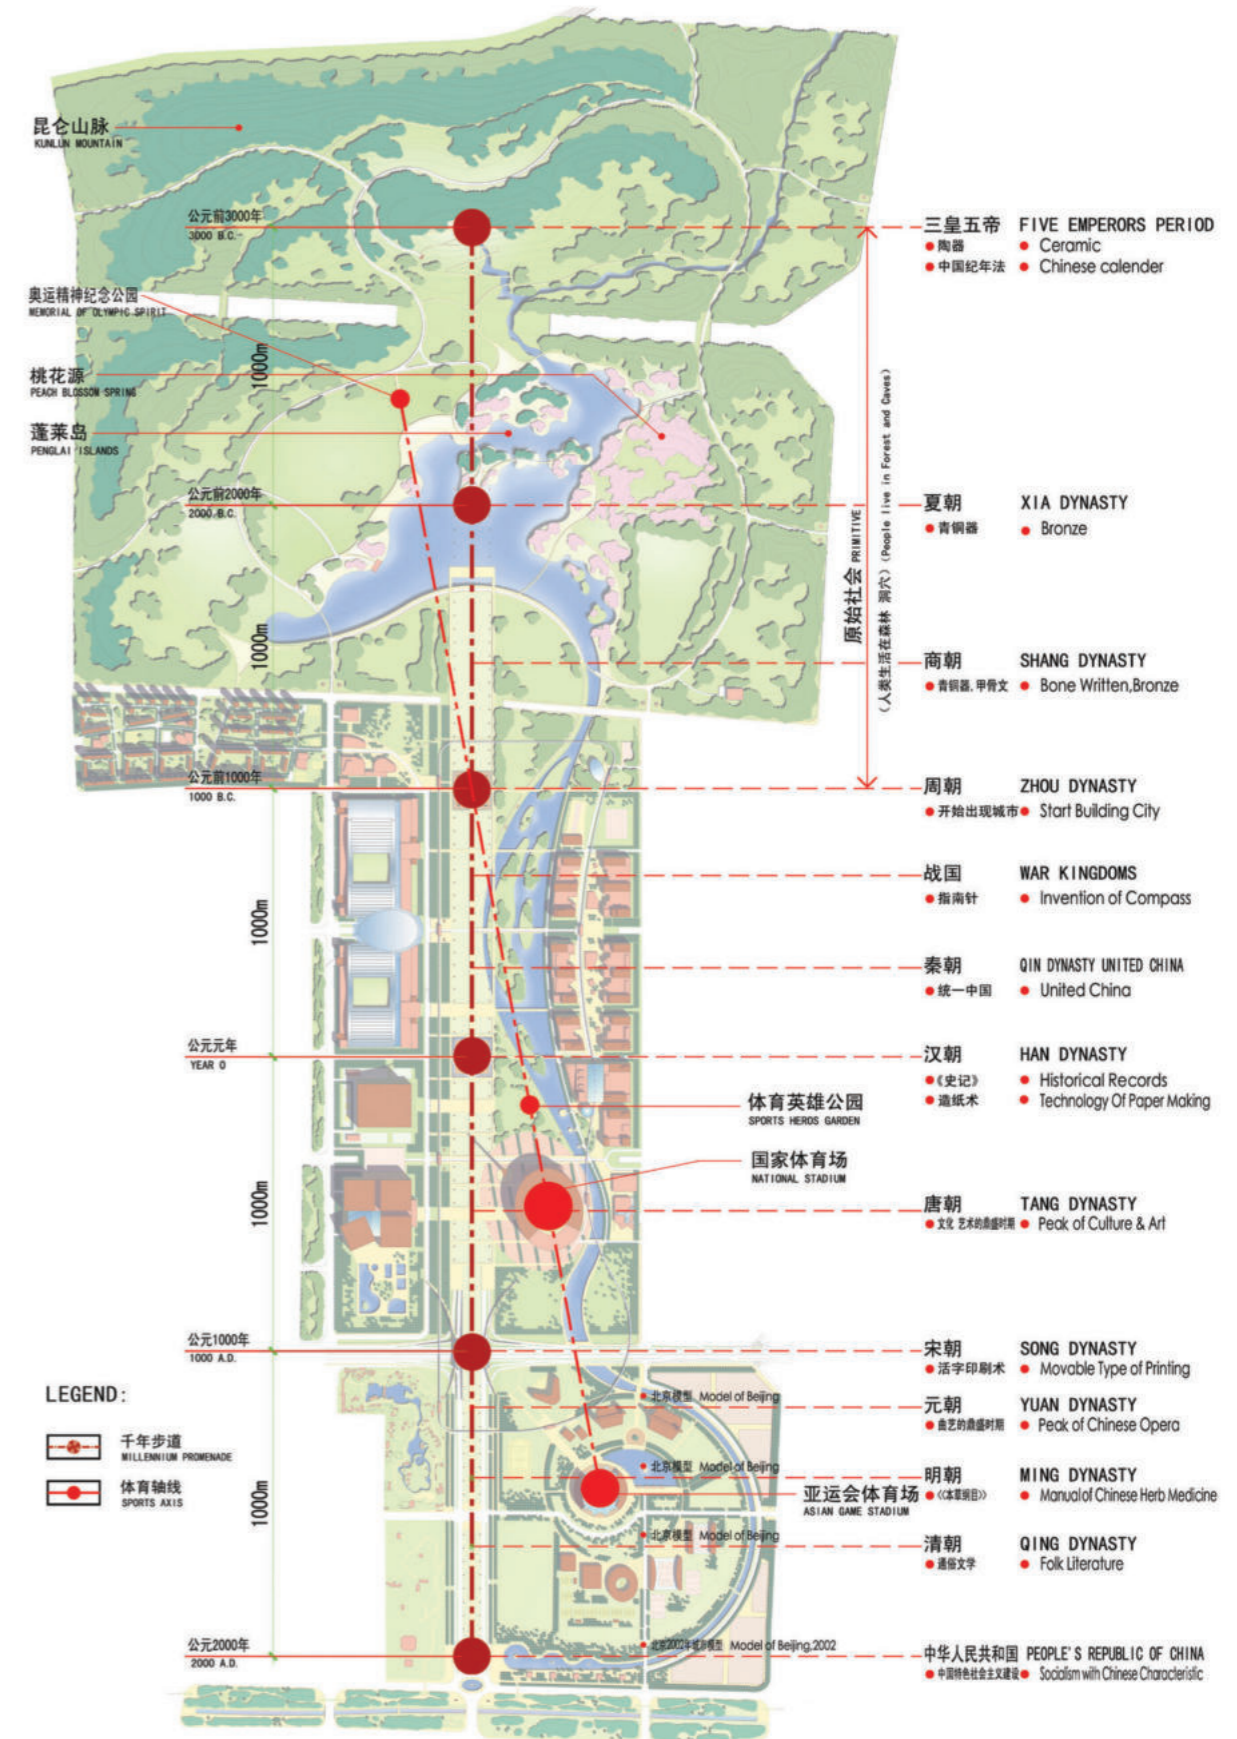 昆仑山脉
KUNLUN MOUNTAIN
公元前3000年
3000 B.C.
三皇五帝 FIVE EMPERORS PERIOD
陶器 Ceramic
中国纪年法 Chinese calender
奥运精神纪念公园
MEMORIAL OF OLYMPIC SPIRIT
1000m
桃花源
PEACH BLOSSOM SPRING
蓬莱岛
PENGLAI ISLANDS
公元前2000年
2000 B.C.
夏朝 XIA DYNASTY
青铜器 Bronze
原始社会 PRIMITIVE
(人类生活在森林 洞穴) (People live in Forest and Caves)
1000m
商朝 SHANG DYNASTY
青铜器.甲骨文 Bone Written,Bronze
公元前1000年
1000 B.C.
周朝 ZHOU DYNASTY
开始出现城市 Start Building City
战国 WAR KINGDOMS
指南针 Invention of Compass
1000m
秦朝 QIN DYNASTY UNITED CHINA
统一中国 United China
公元元年
YEAR 0
汉朝 HAN DYNASTY
《史记》 Historical Records
造纸术 Technology Of Paper Making
体育英雄公园
SPORTS HEROS GARDEN
国家体育场
NATIONAL STADIUM
1000m
唐朝 TANG DYNASTY
文化 艺术的鼎盛时期 Peak of Culture & Art
公元1000年
1000 A.D.
宋朝 SONG DYNASTY
活字印刷术 Movable Type of Printing
LEGEND:
千年步道
MILLENNIUM PROMENADE
体育轴线
SPORTS AXIS
北京模型 Model of Beijing
元朝 YUAN DYNASTY
曲艺的鼎盛时期 Peak of Chinese Opera
北京模型 Model of Beijing
明朝 MING DYNASTY
《本草纲目》 Manual of Chinese Herb Medicine
亚运会体育场
ASIAN GAME STADIUM
1000m
北京模型 Model of Beijing
清朝 QING DYNASTY
通俗文学 Folk Literature
公元2000年
2000 A.D.
北京2002年城市模型 Model of Beijing,2002
中华人民共和国 PEOPLE'S REPUBLIC OF CHINA
中国特色社会主义建设 Socialism with Chinese Characteristic